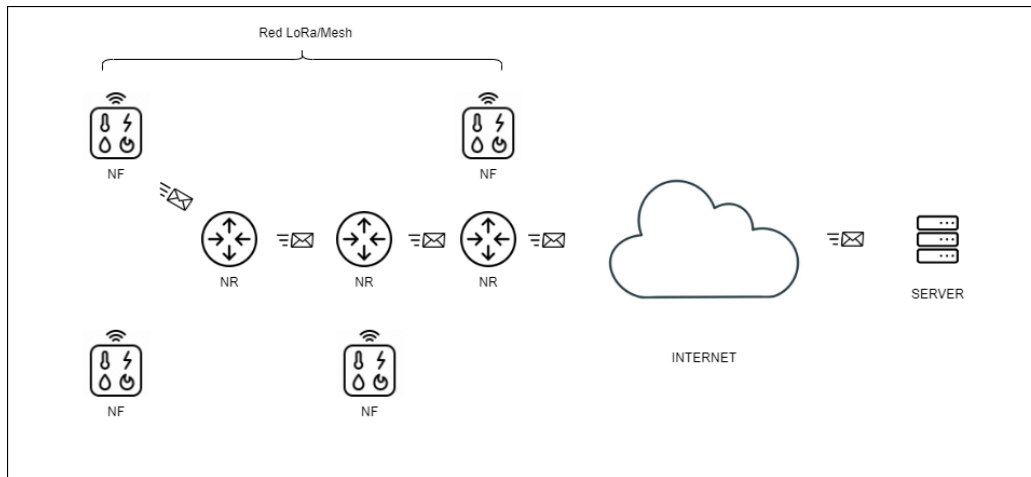 Red LoRa/Mesh
NF
NF
NR
NR
NR
SERVER
INTERNET
NF
NF